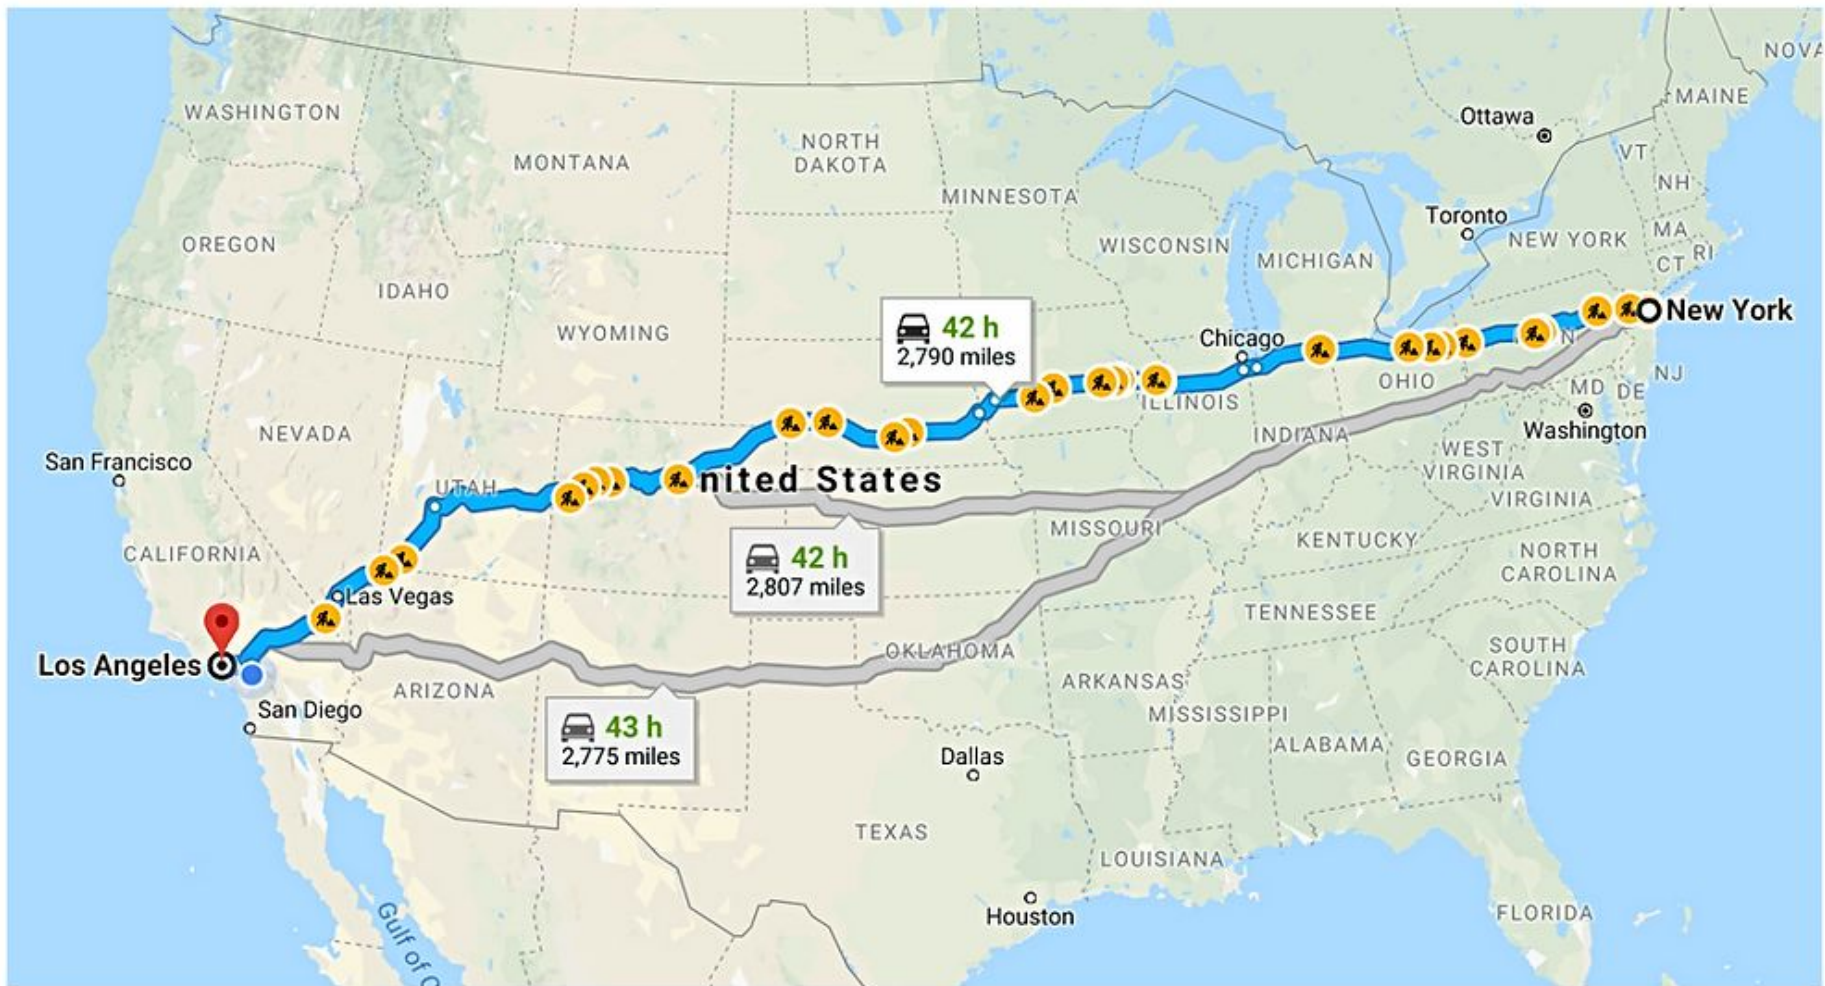 NOVA
MAINE
Ottawa
WASHINGTON
NORTH
DAKOTA
MONTANA
VT
NH
MINNESOTA
Toronto
MA
OREGON
WISCONSIN
NEW YORK
RI
MICHIGAN
CT
IDAHO
New York
42 h
2,790 miles
WYOMING
Chicago
N
NJ
OHIO
MD
DE
ILLINOIS
NEVADA
INDIANA
Washington
WEST
VIRGINIA
San Francisco
UTAH
nited States
VIRGINIA
MISSOURI
KENTUCKY
CALIFORNIA
42 h
2,807 miles
NORTH
CAROLINA
Las Vegas
TENNESSEE
OKLAHOMA
SOUTH
CAROLINA
Los Angeles
ARIZONA
ARKANSAS
San Diego
MISSISSIPPI
43 h
2,775 miles
ALABAMA
GEORGIA
Dallas
TEXAS
LOUISIANA
Houston
FLORIDA
Gulf of C